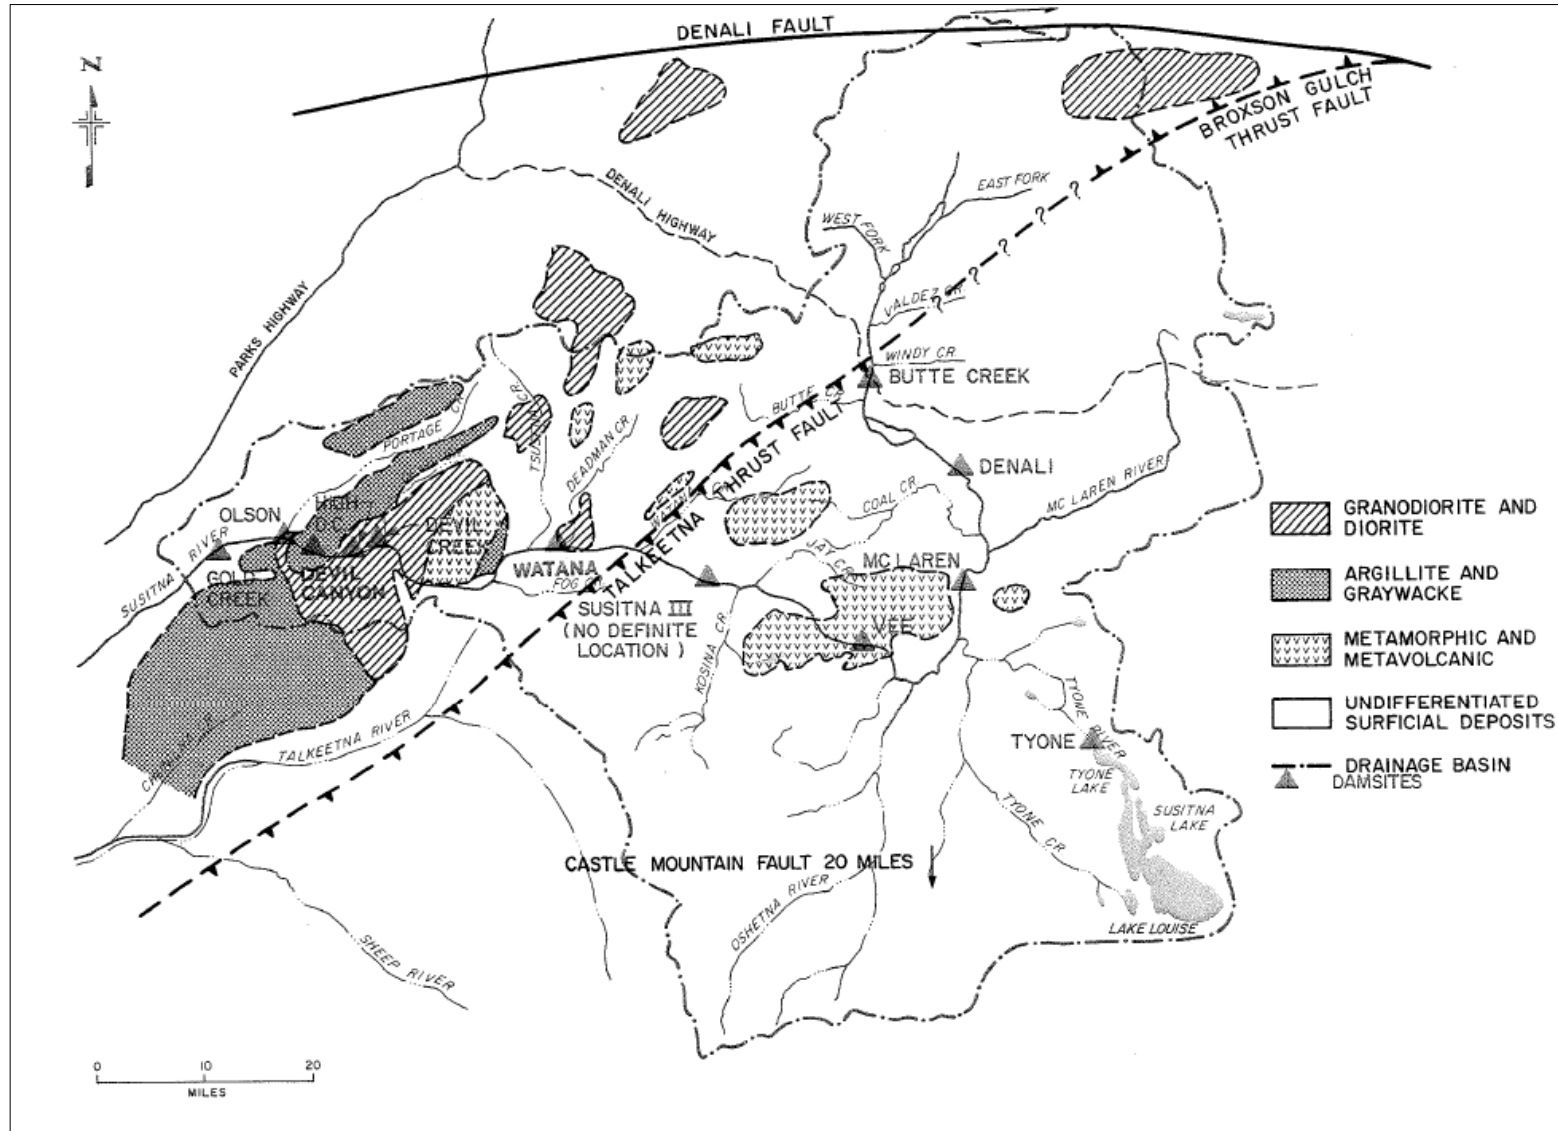 DENALI FAULT
N
BROXSON GULCH
THRUST FAULT
DENALI HIGHWAY
EAST FORK
WEST FORK
PARKS HIGHWAY
VALDEZ CR.
? ? ? ? ? ?
WINDY CR.
BUTTE CREEK
BUTTE CR.
PORTAGE CR.
TSUSENA CR.
DEADMAN CR.
TALKEETNA THRUST FAULT
DENALI
MC LAREN RIVER
COAL CR.
OLSON
HIGH
D.C.
DEVIL
CREEK
SUSITNA RIVER
GOLD
CREEK
DEVIL
CANYON
WATANA
FOG
JAY CR.
MC LAREN
SUSITNA III
(NO DEFINITE
LOCATION )
VEE
KOSINA CR.
TYONE RIVER
TYONE
TYONE
LAKE
SUSITNA
LAKE
TALKEETNA RIVER
TYONE CR.
CASTLE MOUNTAIN FAULT 20 MILES
OSHETNA RIVER
LAKE LOUISE
SHEEP RIVER
GRANODIORITE AND
DIORITE
ARGILLITE AND
GRAYWACKE
METAMORPHIC AND
METAVOLCANIC
UNDIFFERENTIATED
SURFICIAL DEPOSITS
DRAINAGE BASIN
DAMSITES
0 10 20
MILES